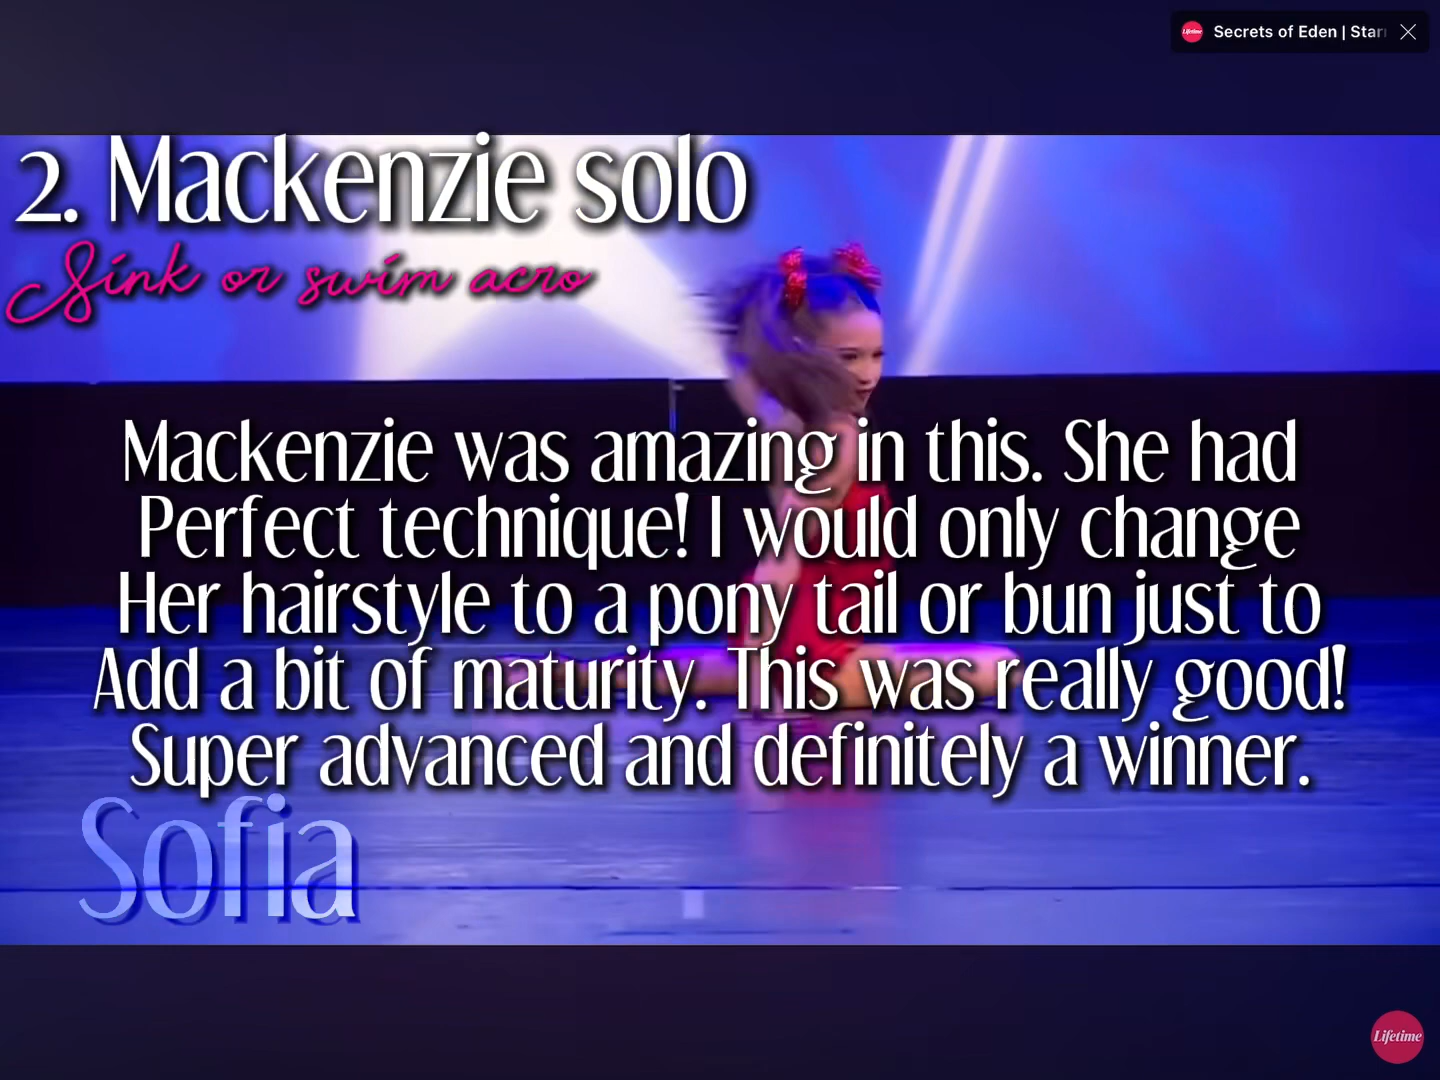 Lifetime Secrets of Eden | Star
2. Mackenzie solo
Sink or swim acro
Mackenzie was amazing in this. She had
Perfect technique! I would only change
Her hairstyle to a pony tail or bun just to
Add a bit of maturity. This was really good!
Super advanced and definitely a winner.
Sofia
Lifetime